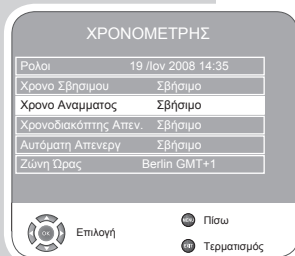 ΧΡΟΝΟΜΕΤΡΗΣ
Ρολοι 19 /Ιον 2008 14:35
Χρονο Σβησιμου Σβήσιμο
Χρονο Αναμματος Σβήσιμο
Χρονοδιακόπτης Απεν. Σβήσιμο
Αυτόματη Απενεργ Σβήσιμο
Ζώνη Ώρας Berlin GMT+1
OK Επιλογή
MENU Πίσω
EXIT Τερματισμός